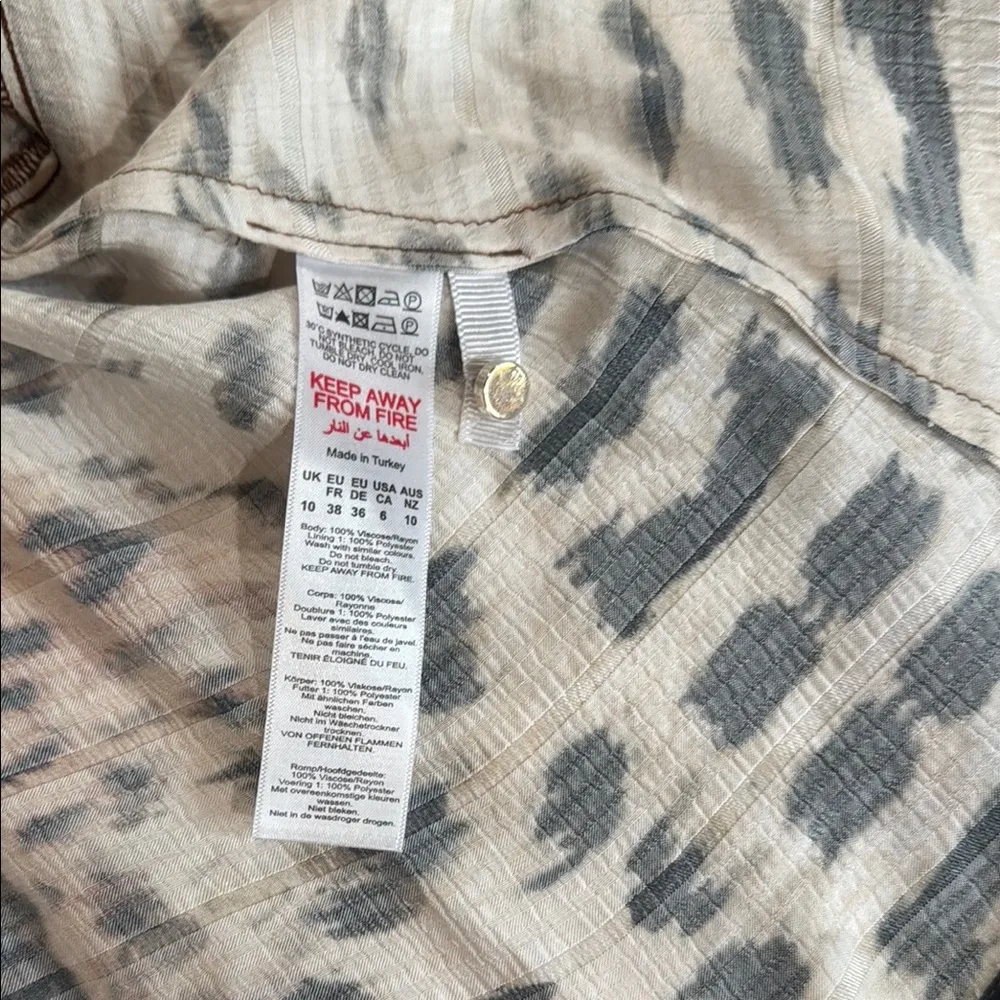 30°C SYNTHETIC CYCLE, DO
NOT BLEACH, DO NOT
TUMBLE DRY, COOL IRON,
DO NOT DRY CLEAN
KEEP AWAY
FROM FIRE
أبعدها عن النار
Made in Turkey
UK EU EU USA AUS
FR DE CA NZ
10 38 36 6 10
Body: 100% Viscose/Rayon
Lining 1: 100% Polyester
Wash with similar colours.
Do not bleach.
Do not tumble dry
KEEP AWAY FROM FIRE.
Corps: 100% Viscose/
Rayonne
Doublure 1: 100% Polyester
Laver avec des couleurs
similaires.
Ne pas passer à l'eau de javel.
Ne pas faire sécher en
machine.
TENIR ÉLOIGNÉ DU FEU.
Körper: 100% Viskose/Rayon
Futter 1: 100% Polyester
Mit ähnlichen Farben
waschen.
Nicht bleichen.
Nicht im Wäschetrockner
trocknen.
VON OFFENEN FLAMMEN
FERNHALTEN.
Romp/Hoofdgedeelte:
100% Viscose/Rayon
Voering 1: 100% Polyester
Met overeenkomstige kleuren
wassen.
Niet bleken.
Niet in de wasdroger drogen.